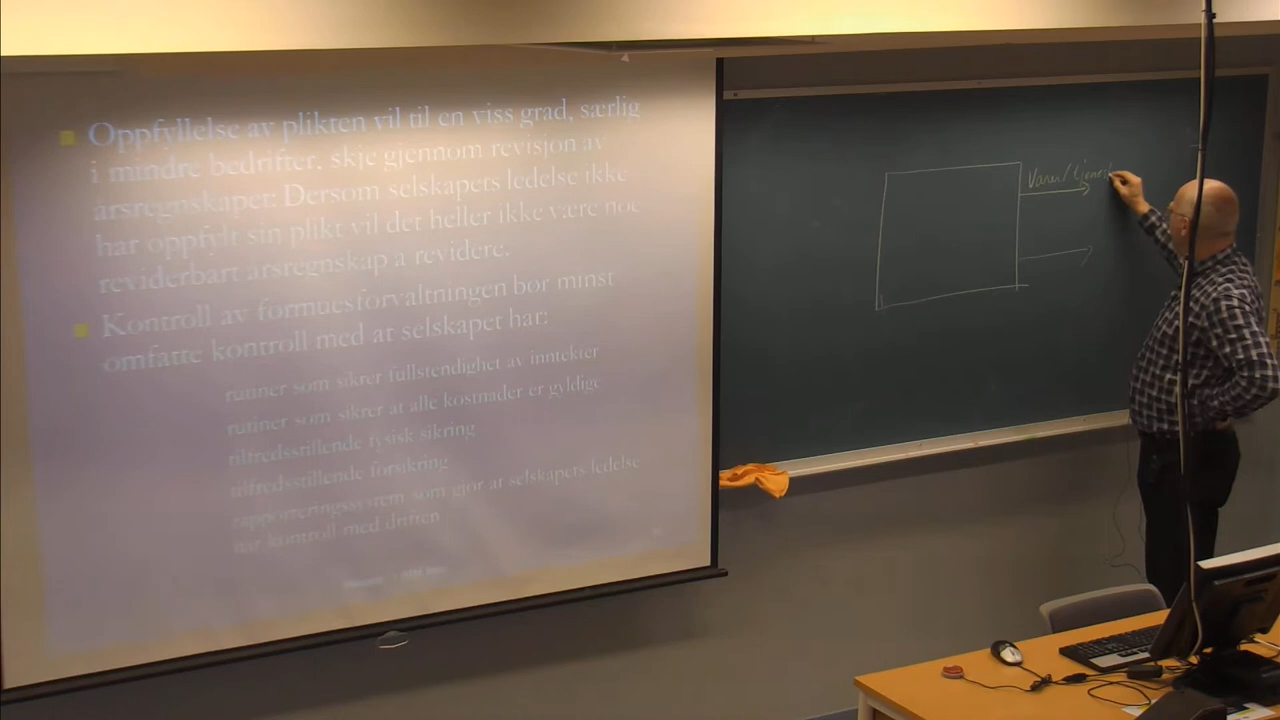 Oppfyllelse av plikten vil til en viss grad, særlig
i mindre bedrifter, skje gjennom revisjon av
årsregnskapet: Dersom selskapets ledelse ikke
har oppfylt sin plikt vil det heller ikke være noe
reviderbart årsregnskap å revidere.
Kontroll av formuesforvaltningen bør minst
omfatte kontroll med at selskapet har:
rutiner som sikrer fullstendighet av inntekter
rutiner som sikrer at alle kostnader er gyldige
tilfredsstillende fysisk sikring
tilfredsstillende forsikring
rapporteringssystem som gjør at selskapets ledelse
har kontroll med driften
Varer/tjenes